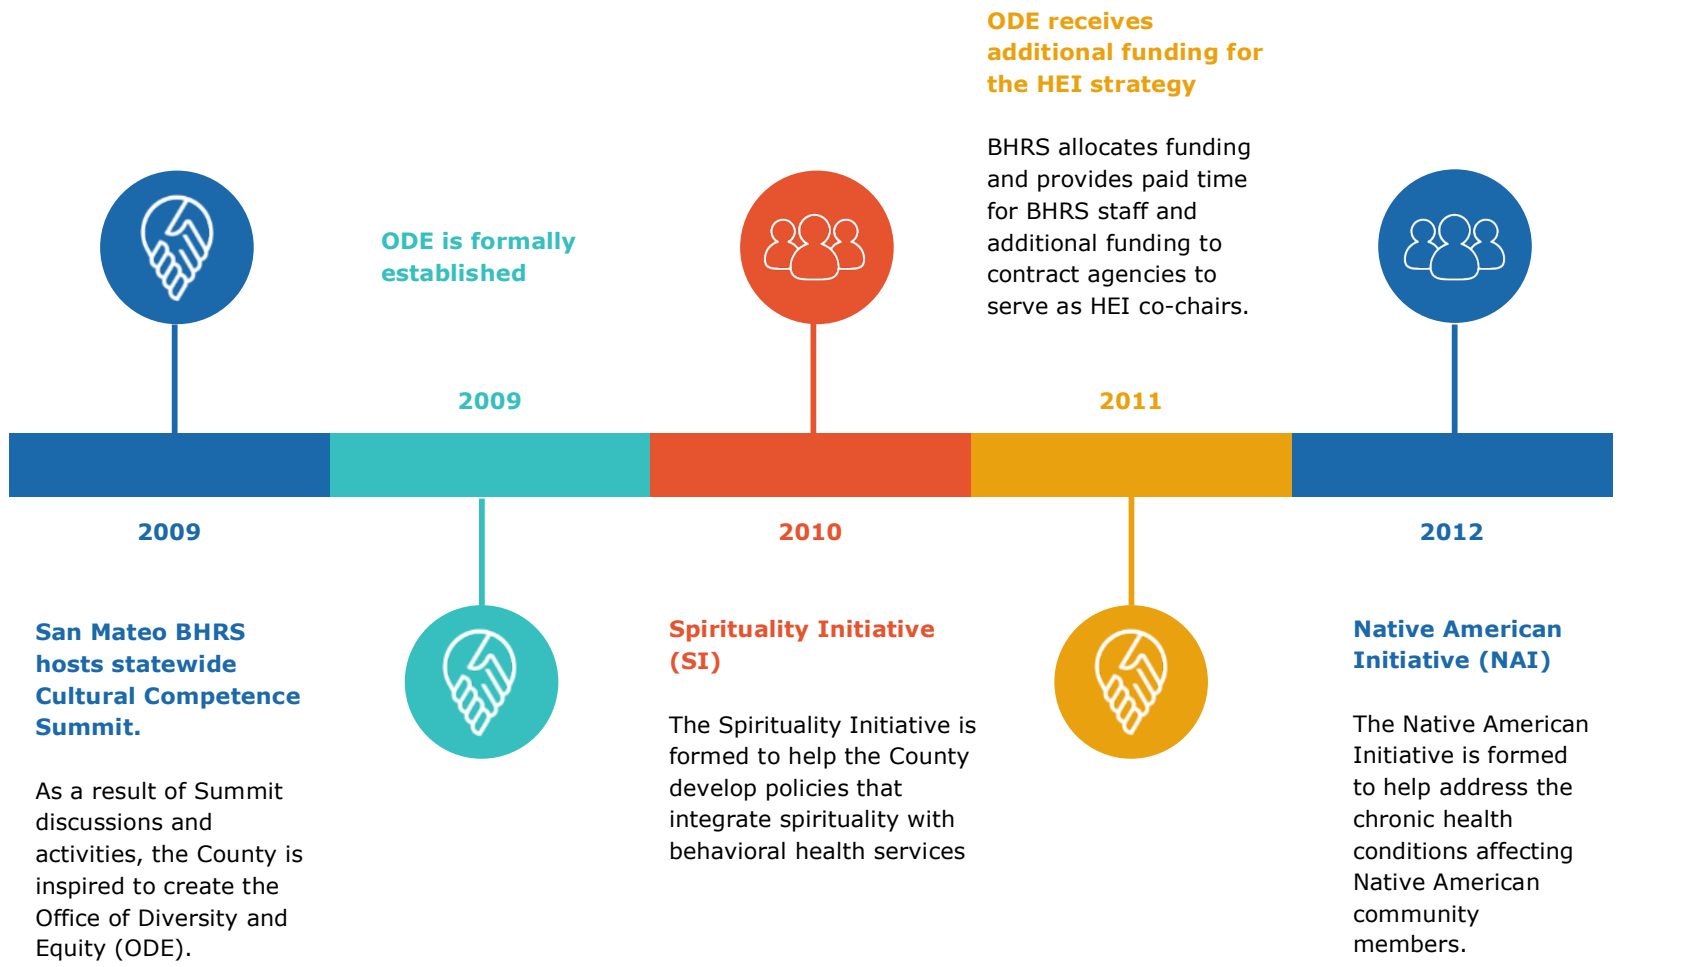 2009
San Mateo BHRS
hosts statewide
Cultural Competence
Summit.
As a result of Summit
discussions and
activities, the County is
inspired to create the
Office of Diversity and
Equity (ODE).
ODE is formally
established
2009
2010
Spirituality Initiative
(SI)
The Spirituality Initiative is
formed to help the County
develop policies that
integrate spirituality with
behavioral health services
ODE receives
additional funding for
the HEI strategy
BHRS allocates funding
and provides paid time
for BHRS staff and
additional funding to
contract agencies to
serve as HEI co-chairs.
2011
2012
Native American
Initiative (NAI)
The Native American
Initiative is formed
to help address the
chronic health
conditions affecting
Native American
community
members.